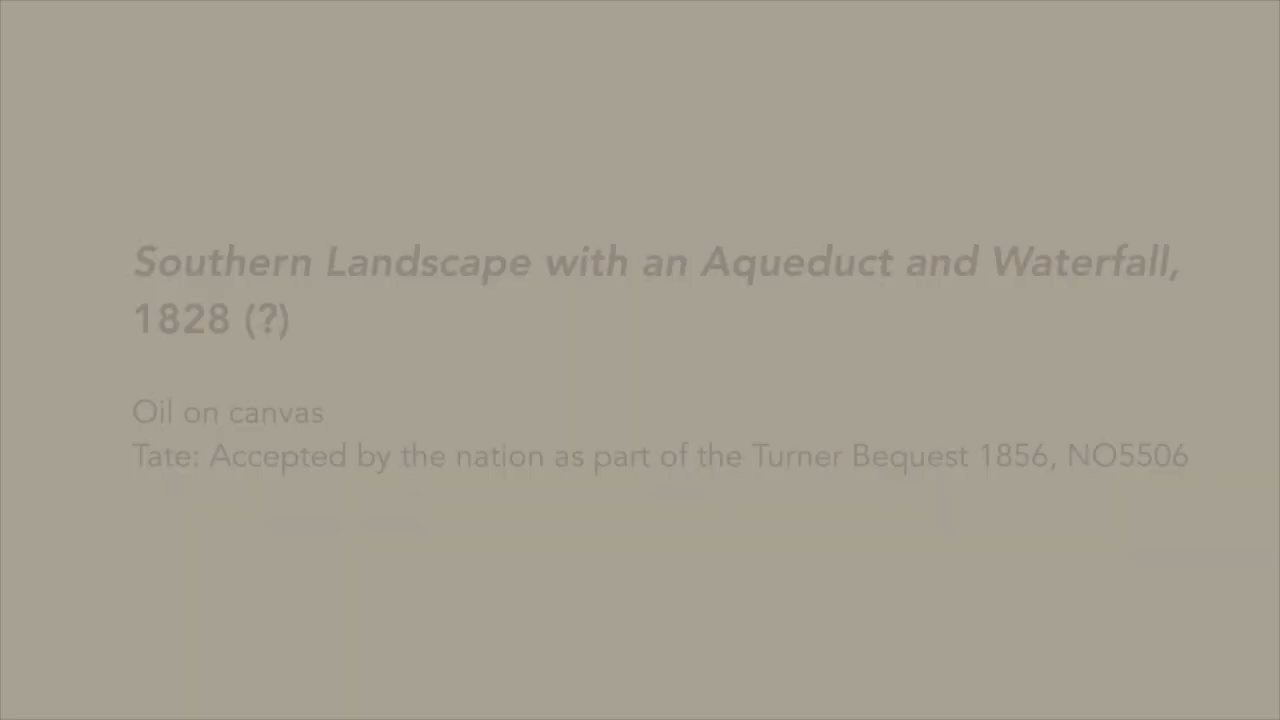 Southern Landscape with an Aqueduct and Waterfall,
1828 (?)
Oil on canvas
Tate: Accepted by the nation as part of the Turner Bequest 1856, NO5506